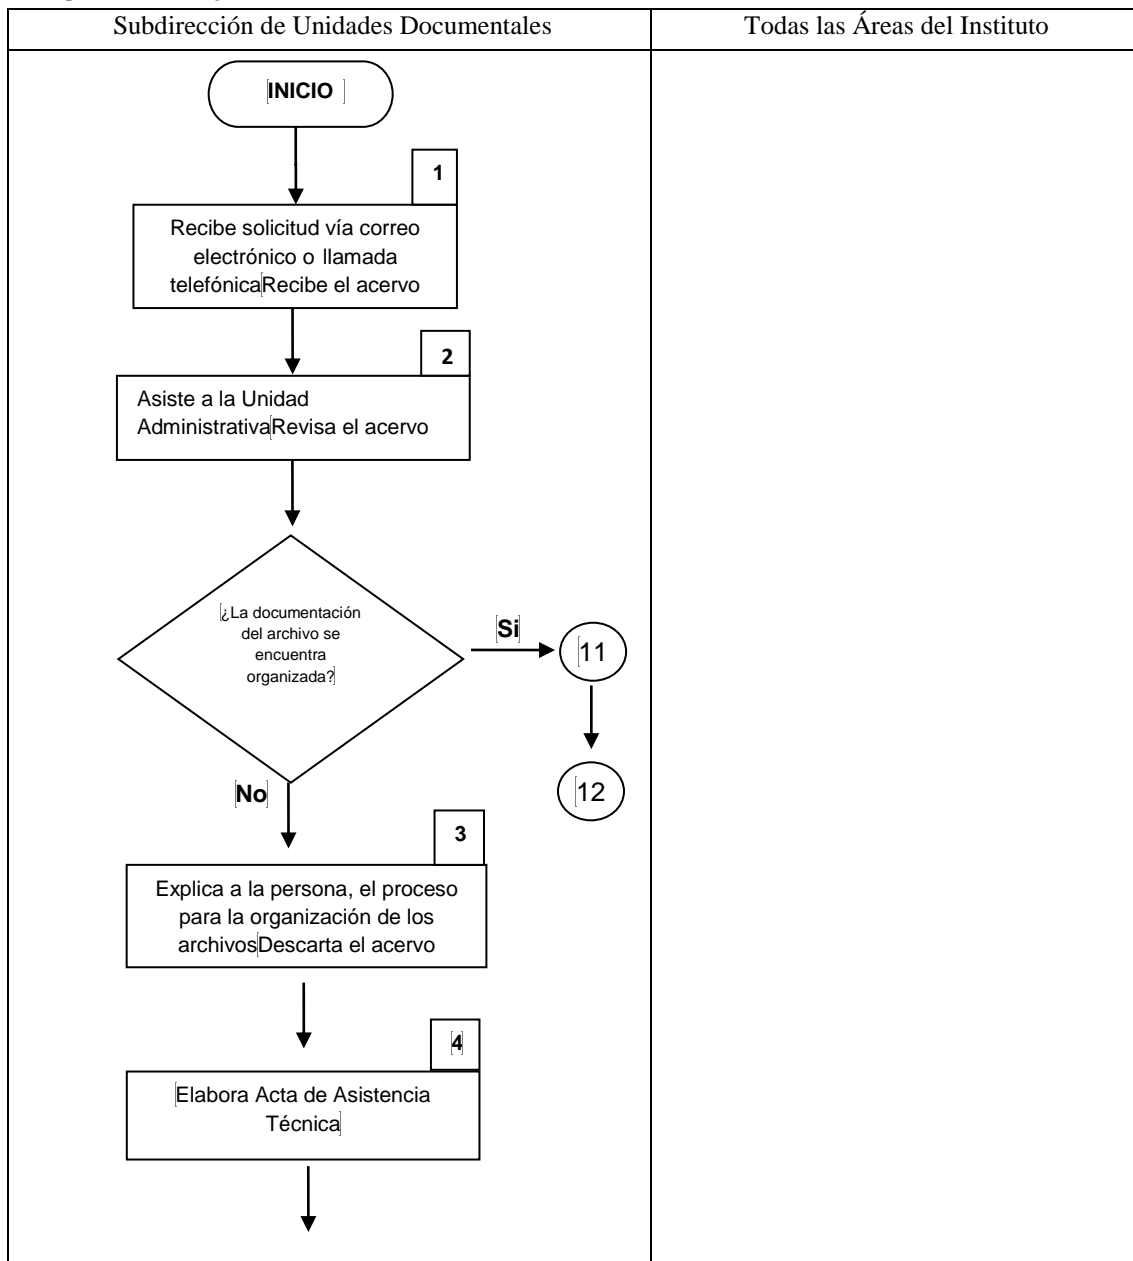 Subdirección de Unidades Documentales
Todas las Áreas del Instituto
INICIO
1
Recibe solicitud vía correo
electrónico o llamada
telefónicaRecibe el acervo
2
Asiste a la Unidad
AdministrativaRevisa el acervo
¿La documentación
del archivo se
encuentra
organizada?
Si
11
12
No
3
Explica a la persona, el proceso
para la organización de los
archivosDescarta el acervo
4
Elabora Acta de Asistencia
Técnica